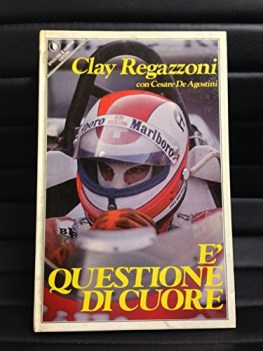 Clay Regazzoni
con Cesare De Agostini
Marlboro
Marlboro
E'
QUESTIONE
DI CUORE